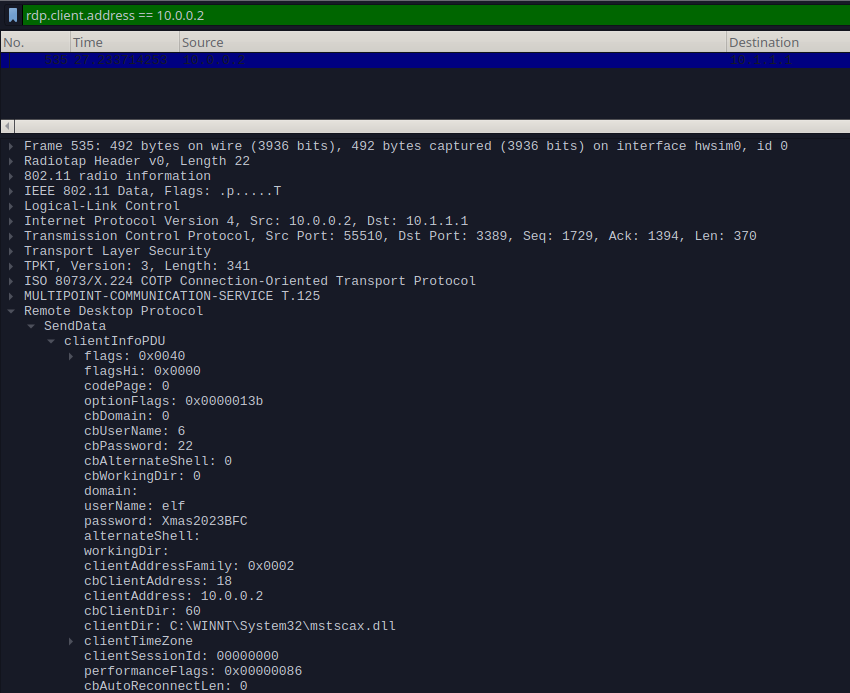 rdp.client.address == 10.0.0.2
No. Time Source Destination
535 10.0.0.2 10.1.1.1
Frame 535: 492 bytes on wire (3936 bits), 492 bytes captured (3936 bits) on interface hwsim0, id 0
Radiotap Header v0, Length 22
802.11 radio information
IEEE 802.11 Data, Flags: .p.....T
Logical-Link Control
Internet Protocol Version 4, Src: 10.0.0.2, Dst: 10.1.1.1
Transmission Control Protocol, Src Port: 55510, Dst Port: 3389, Seq: 1729, Ack: 1394, Len: 370
Transport Layer Security
TPKT, Version: 3, Length: 341
ISO 8073/X.224 COTP Connection-Oriented Transport Protocol
MULTIPOINT-COMMUNICATION-SERVICE T.125
Remote Desktop Protocol
SendData
clientInfoPDU
flags: 0x0040
flagsHi: 0x0000
codePage: 0
optionFlags: 0x0000013b
cbDomain: 0
cbUserName: 6
cbPassword: 22
cbAlternateShell: 0
cbWorkingDir: 0
domain:
userName: elf
password: Xmas2023BFC
alternateShell:
workingDir:
clientAddressFamily: 0x0002
cbClientAddress: 18
clientAddress: 10.0.0.2
cbClientDir: 60
clientDir: C:\WINNT\System32\mstscax.dll
clientTimeZone
clientSessionId: 00000000
performanceFlags: 0x00000086
cbAutoReconnectLen: 0